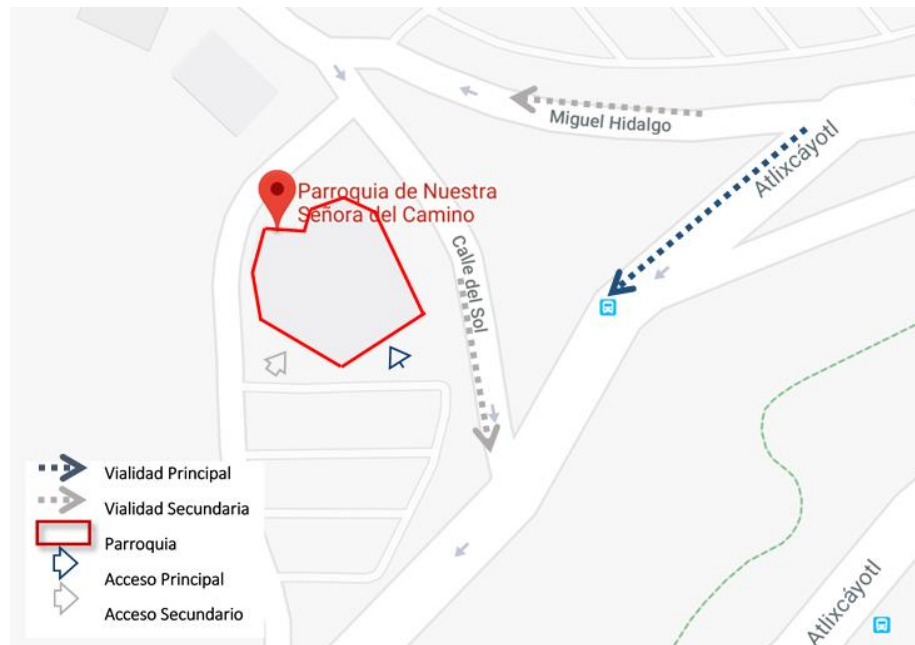 Miguel Hidalgo
Atlixcáyotl
Parroquia de Nuestra
Señora del Camino
Calle del Sol
Vialidad Principal
Vialidad Secundaria
Parroquia
Acceso Principal
Acceso Secundario
Atlixcáyotl